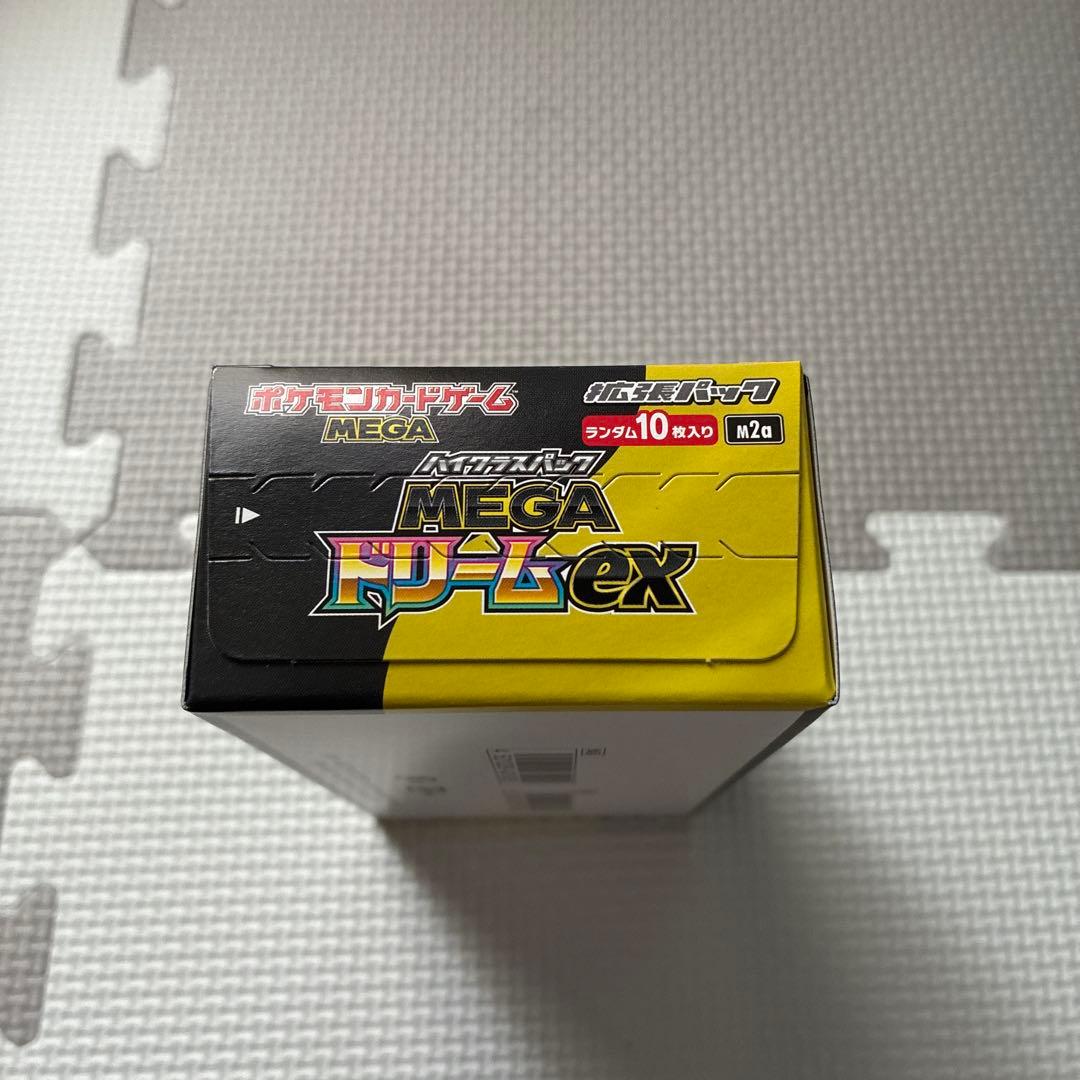 ポケモンカードゲーム
MEGA
拡張パック
ランダム10枚入り M2a
ハイクラスパック
MEGA
ドリームex